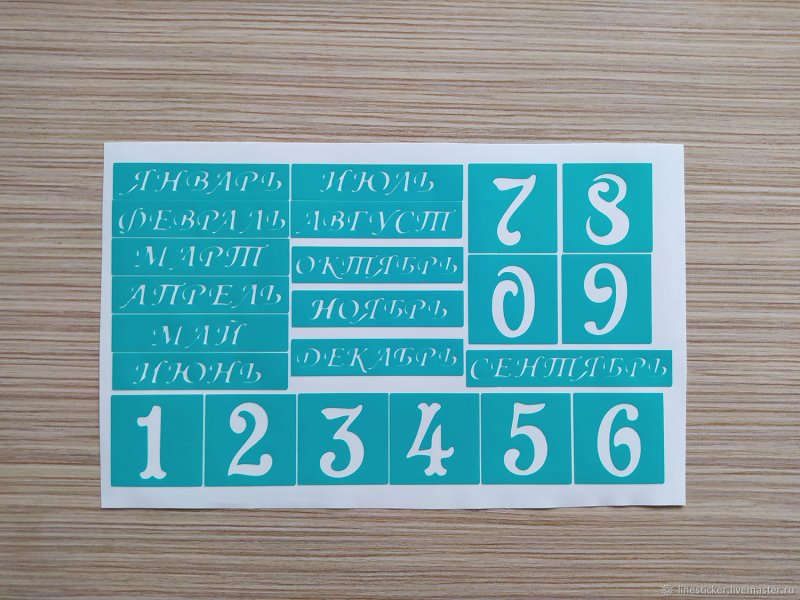 ЯНВАРЬ
ФЕВРАЛЬ
МАРТ
АПРЕЛЬ
МАЙ
ИЮНЬ
ИЮЛЬ
АВГУСТ
ОКТЯБРЬ
НОЯБРЬ
ДЕКАБРЬ
7 8
0 9
СЕНТЯБРЬ
1 2 3 4 5 6
linesticker.livemaster.ru